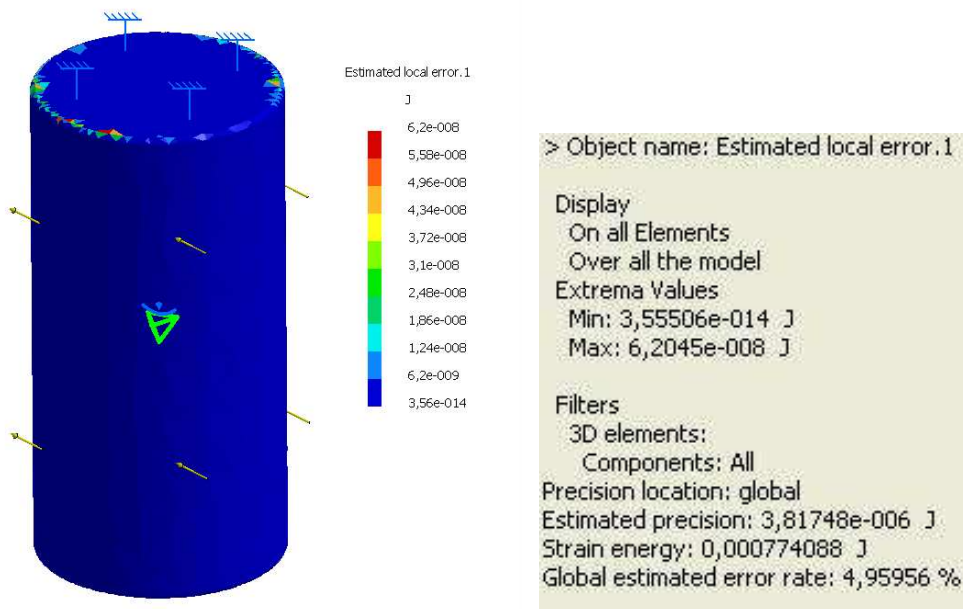 Estimated local error.1
J
6,2e-008
5,58e-008
4,96e-008
4,34e-008
3,72e-008
3,1e-008
2,48e-008
1,86e-008
1,24e-008
6,2e-009
3,56e-014
> Object name: Estimated local error.1
Display
On all Elements
Over all the model
Extrema Values
Min: 3,55506e-014 J
Max: 6,2045e-008 J
Filters
3D elements:
Components: All
Precision location: global
Estimated precision: 3,81748e-006 J
Strain energy: 0,000774088 J
Global estimated error rate: 4,95956 %